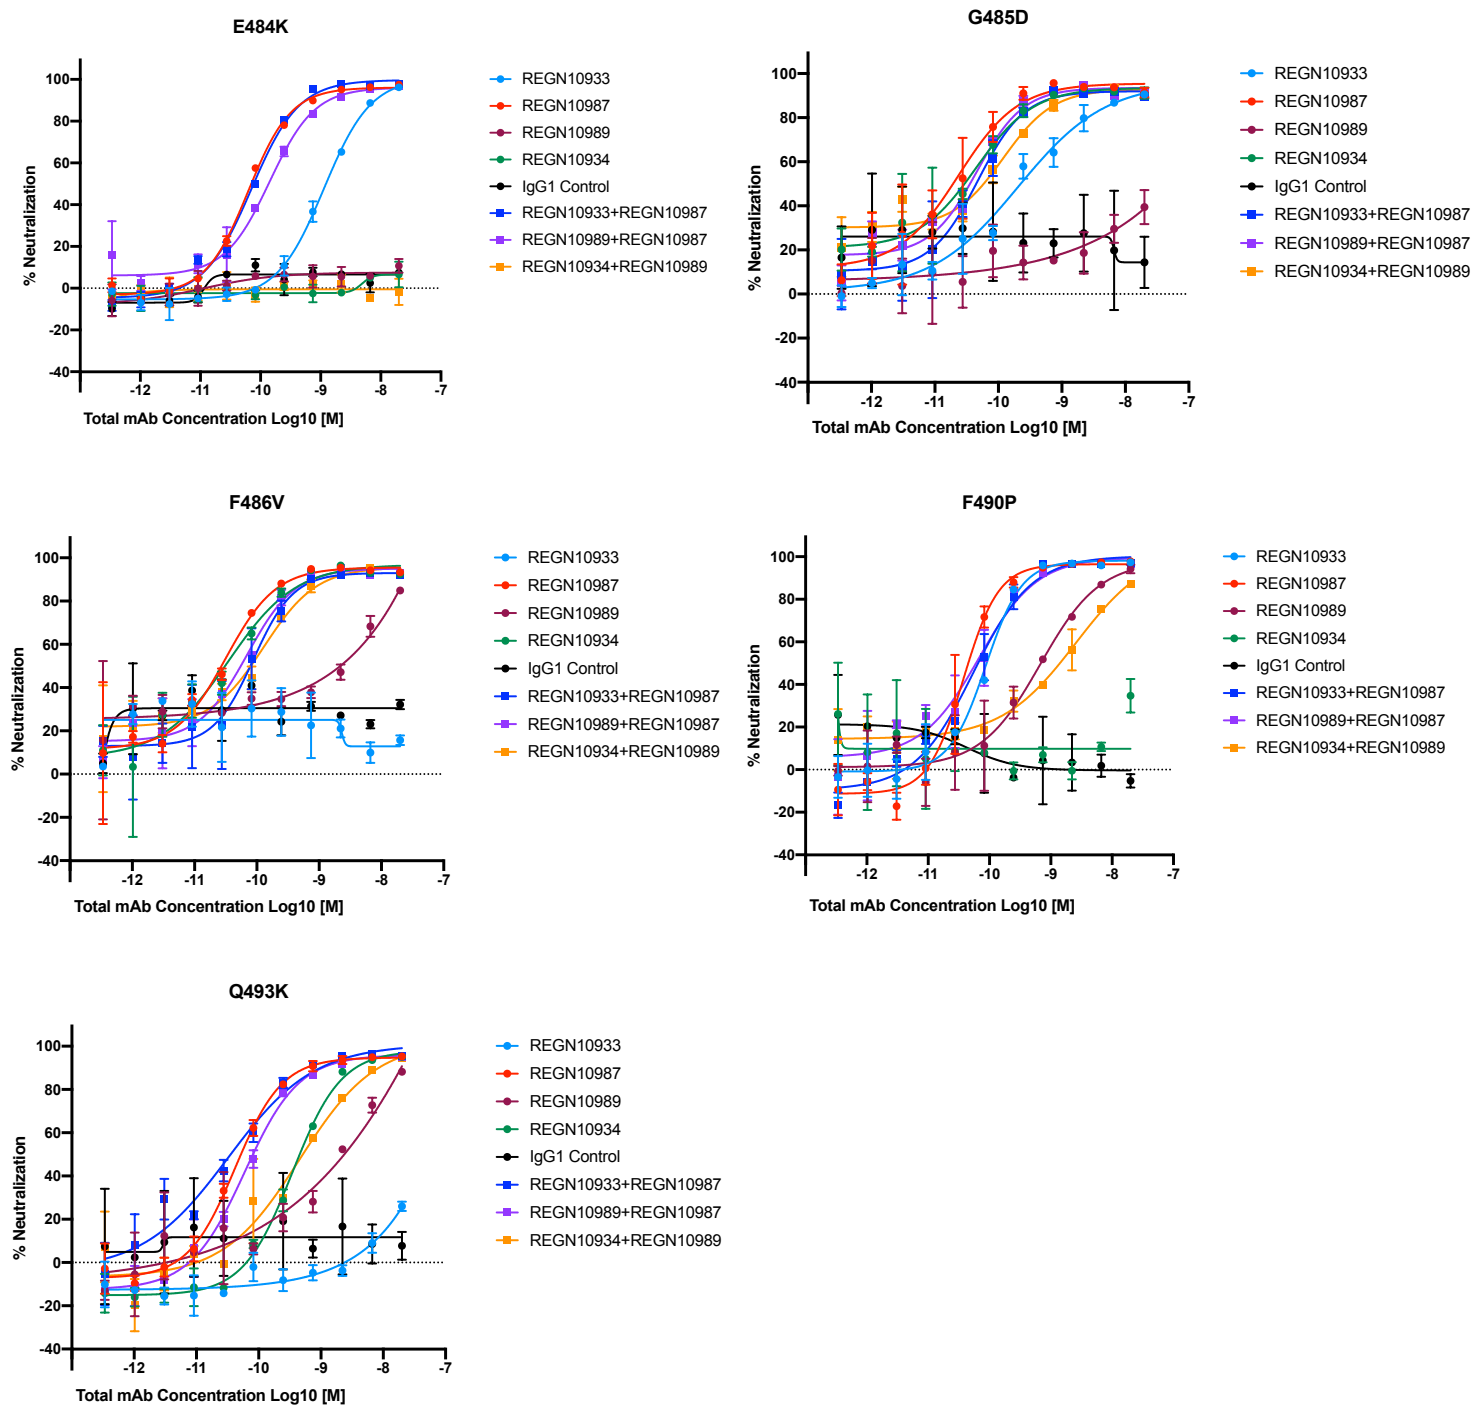 E484K
% Neutralization
100
80
60
40
20
0
-20
-40
-12
-11
-10
-9
-8
-7
Total mAb Concentration Log10 [M]
REGN10933
REGN10987
REGN10989
REGN10934
IgG1 Control
REGN10933+REGN10987
REGN10989+REGN10987
REGN10934+REGN10989
G485D
% Neutralization
100
80
60
40
20
0
-20
-40
-12
-11
-10
-9
-8
-7
Total mAb Concentration Log10 [M]
REGN10933
REGN10987
REGN10989
REGN10934
IgG1 Control
REGN10933+REGN10987
REGN10989+REGN10987
REGN10934+REGN10989
F486V
% Neutralization
100
80
60
40
20
0
-20
-40
-12
-11
-10
-9
-8
-7
Total mAb Concentration Log10 [M]
REGN10933
REGN10987
REGN10989
REGN10934
IgG1 Control
REGN10933+REGN10987
REGN10989+REGN10987
REGN10934+REGN10989
F490P
% Neutralization
100
80
60
40
20
0
-20
-40
-12
-11
-10
-9
-8
-7
Total mAb Concentration Log10 [M]
REGN10933
REGN10987
REGN10989
REGN10934
IgG1 Control
REGN10933+REGN10987
REGN10989+REGN10987
REGN10934+REGN10989
Q493K
% Neutralization
100
80
60
40
20
0
-20
-40
-12
-11
-10
-9
-8
-7
Total mAb Concentration Log10 [M]
REGN10933
REGN10987
REGN10989
REGN10934
IgG1 Control
REGN10933+REGN10987
REGN10989+REGN10987
REGN10934+REGN10989